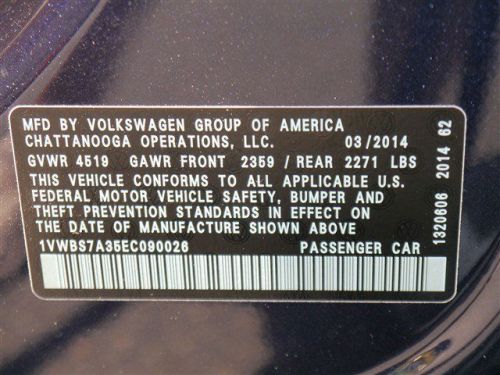 MFD BY VOLKSWAGEN GROUP OF AMERICA
CHATTANOOGA OPERATIONS, LLC. 03/2014
GVWR 4519 GAWR FRONT 2359 / REAR 2271 LBS
THIS VEHICLE CONFORMS TO ALL APPLICABLE U.S.
FEDERAL MOTOR VEHICLE SAFETY, BUMPER AND
THEFT PREVENTION STANDARDS IN EFFECT ON
THE DATE OF MANUFACTURE SHOWN ABOVE
1VWBS7A35EC090026 PASSENGER CAR
1320606 2014 62